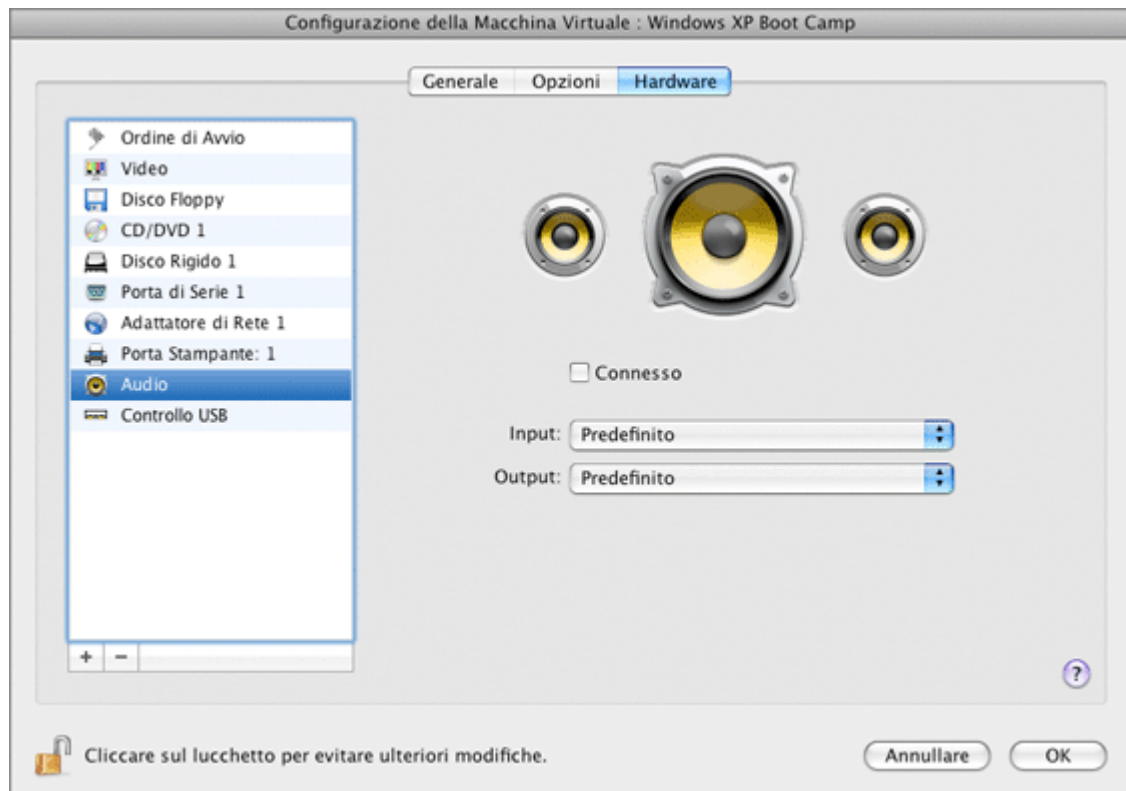 Configurazione della Macchina Virtuale : Windows XP Boot Camp
Generale Opzioni Hardware
Ordine di Avvio
Video
Disco Floppy
CD/DVD 1
Disco Rigido 1
Porta di Serie 1
Adattatore di Rete 1
Porta Stampante: 1
Audio
Controllo USB
+ −
Connesso
Input: Predefinito
Output: Predefinito
?
Cliccare sul lucchetto per evitare ulteriori modifiche.
Annullare OK